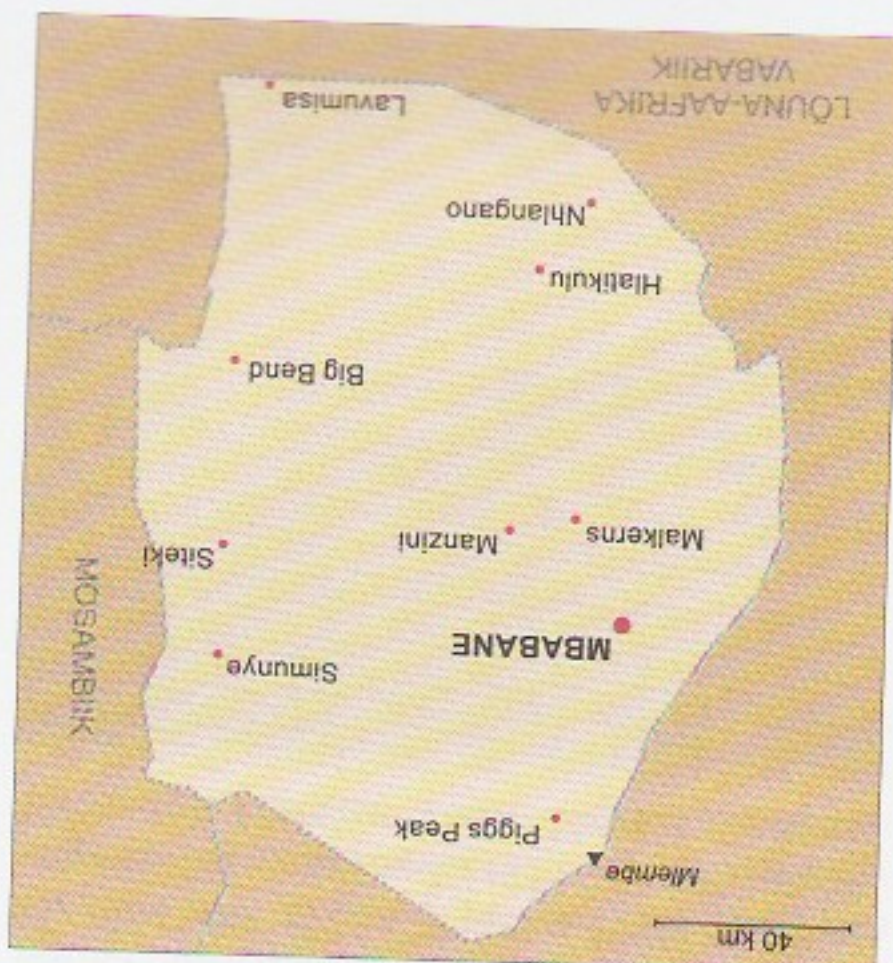 40 km
Mlembe
Piggs Peak
Simunye
MBABANE
MOSAMBIIK
Siteki
Malkerns
Manzini
Big Bend
Hlatikulu
Nhlangano
Lavumisa
LÕUNA-AAFRIKA
VABARIIK